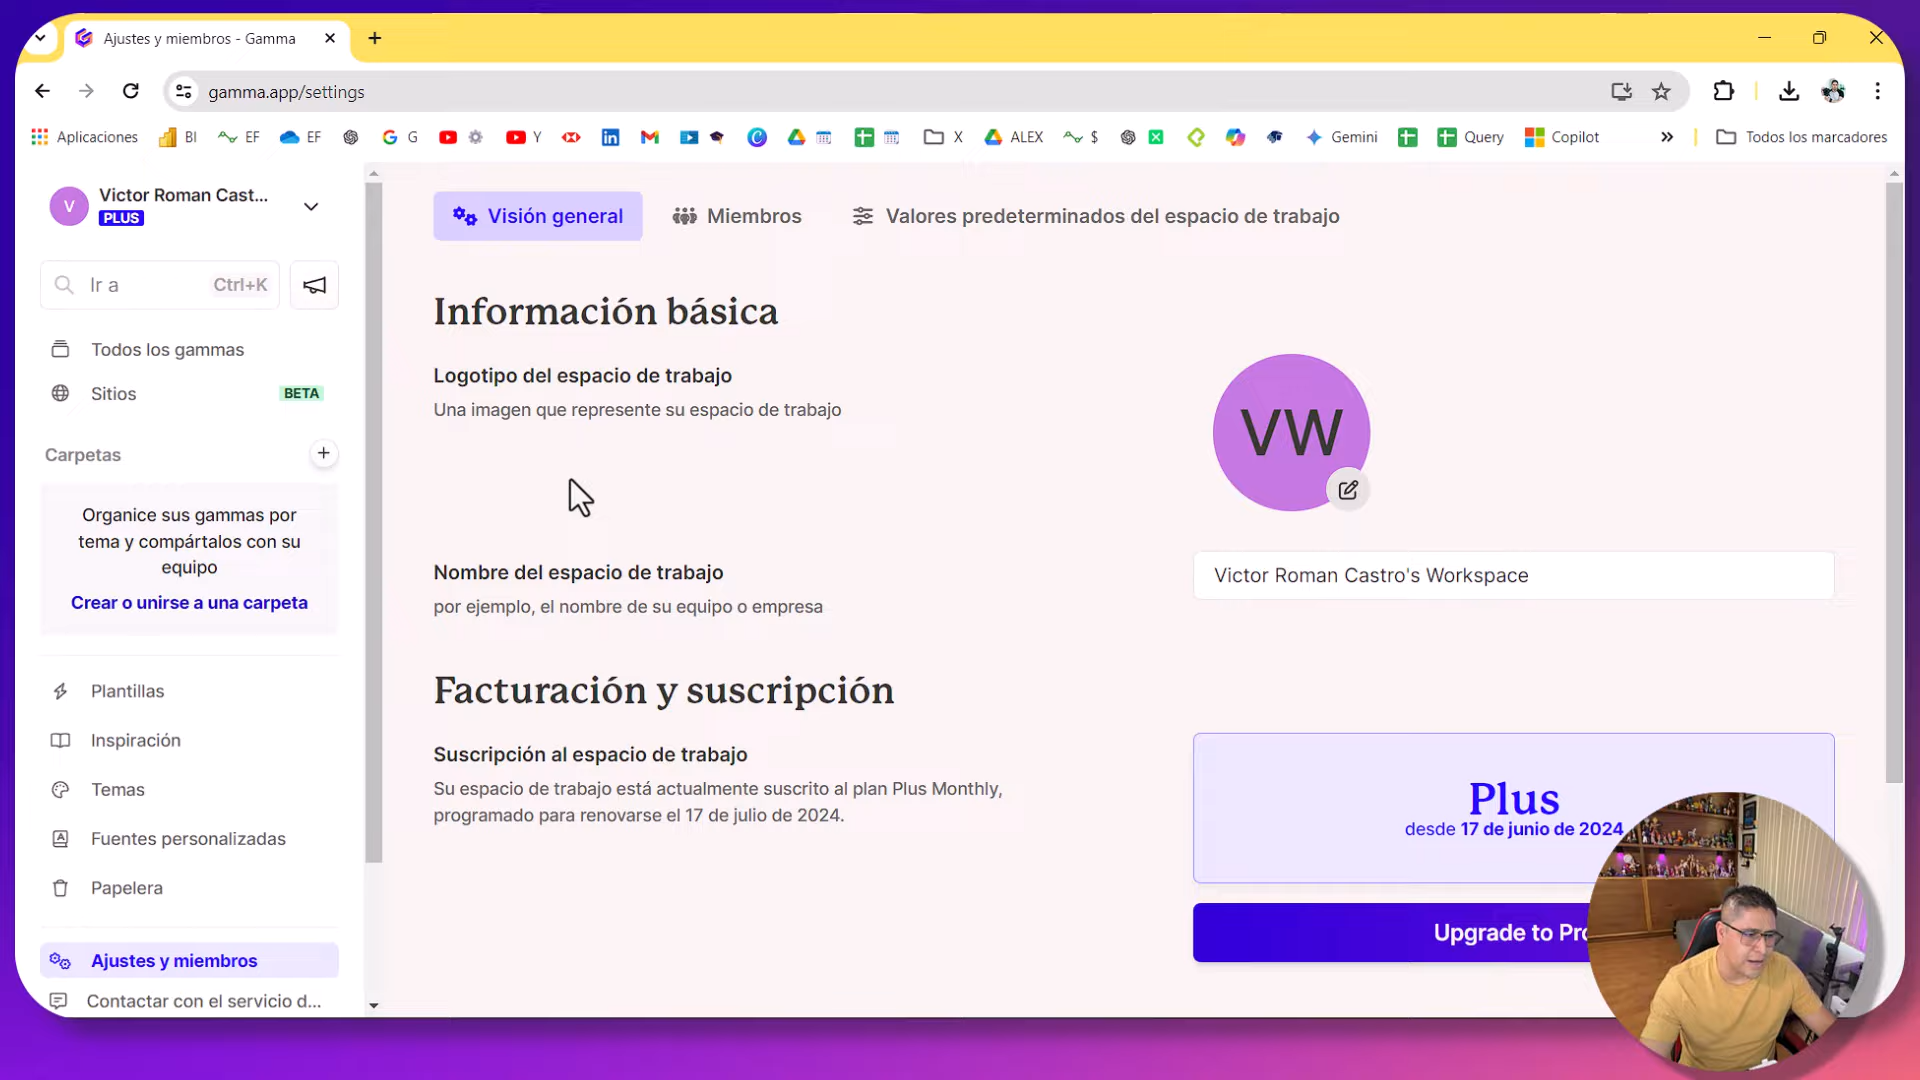 Ajustes y miembros - Gamma
gamma.app/settings
Aplicaciones
BI
EF
EF
G
Y
X
ALEX
$
Gemini
Query
Copilot
Todos los marcadores
V
Victor Roman Cast...
PLUS
Ir a
Ctrl+K
Todos los gammas
Sitios
BETA
Carpetas
Organice sus gammas por
tema y compártalos con su
equipo
Crear o unirse a una carpeta
Plantillas
Inspiración
Temas
Fuentes personalizadas
Papelera
Ajustes y miembros
Contactar con el servicio d...
Visión general
Miembros
Valores predeterminados del espacio de trabajo
Información básica
Logotipo del espacio de trabajo
Una imagen que represente su espacio de trabajo
VW
Nombre del espacio de trabajo
por ejemplo, el nombre de su equipo o empresa
Victor Roman Castro's Workspace
Facturación y suscripción
Suscripción al espacio de trabajo
Su espacio de trabajo está actualmente suscrito al plan Plus Monthly,
programado para renovarse el 17 de julio de 2024.
Plus
desde 17 de junio de 2024
Upgrade to Pro